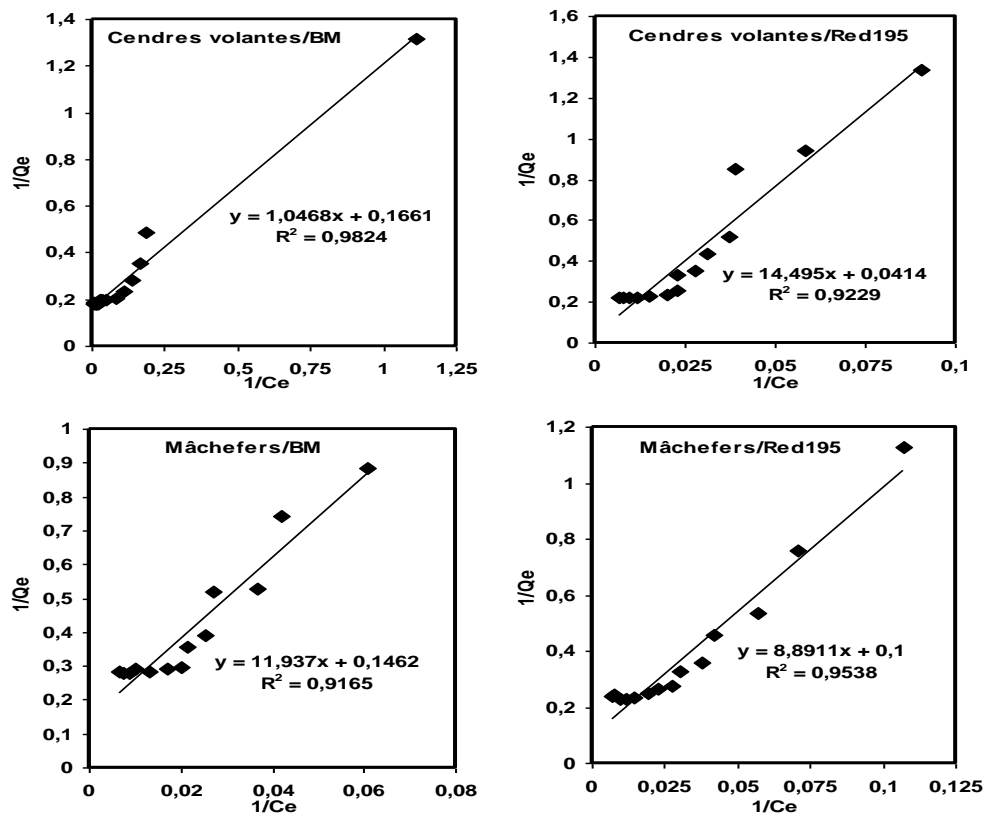 Cendres volantes/BM
1,4
1,2
1
0,8
0,6
0,4
0,2
0
1/Qe
y = 1,0468x + 0,1661
R² = 0,9824
0 0,25 0,5 0,75 1 1,25
1/Ce
Cendres volantes/Red195
1,6
1,4
1,2
1
0,8
0,6
0,4
0,2
0
1/Qe
y = 14,495x + 0,0414
R² = 0,9229
0 0,025 0,05 0,075 0,1
1/Ce
Mâchefers/BM
1
0,9
0,8
0,7
0,6
0,5
0,4
0,3
0,2
0,1
0
1/Qe
y = 11,937x + 0,1462
R² = 0,9165
0 0,02 0,04 0,06 0,08
1/Ce
Mâchefers/Red195
1,2
1
0,8
0,6
0,4
0,2
0
1/Qe
y = 8,8911x + 0,1
R² = 0,9538
0 0,025 0,05 0,075 0,1 0,125
1/Ce